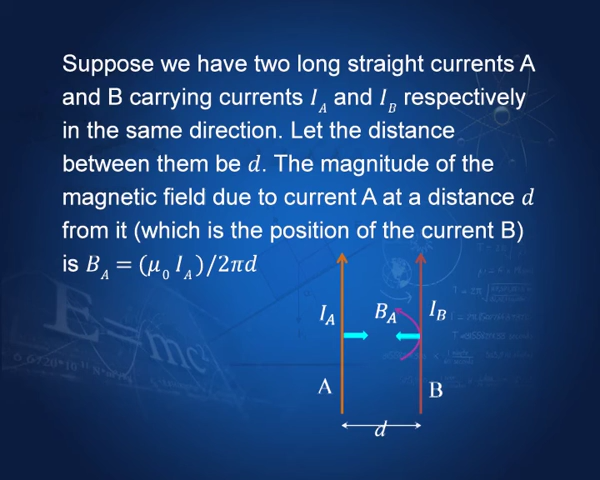 Suppose we have two long straight currents A
and B carrying currents I_A and I_B respectively
in the same direction. Let the distance
between them be d. The magnitude of the
magnetic field due to current A at a distance d
from it (which is the position of the current B)
is B_A = (μ_0 I_A)/2πd
I_A B_A I_B
A B
d
E=mc²